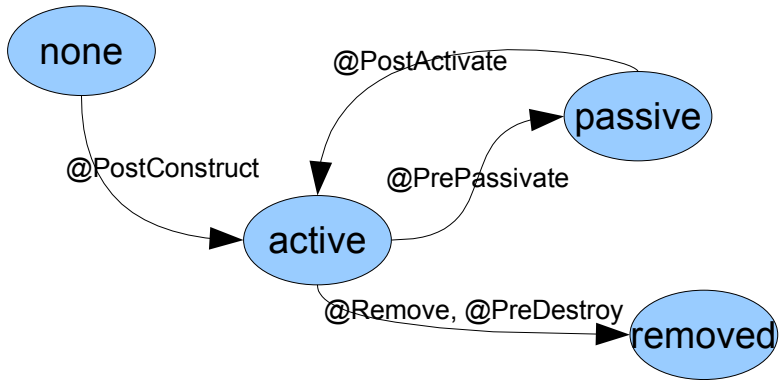 none
@PostActivate
passive
@PostConstruct
@PrePassivate
active
@Remove, @PreDestroy
removed